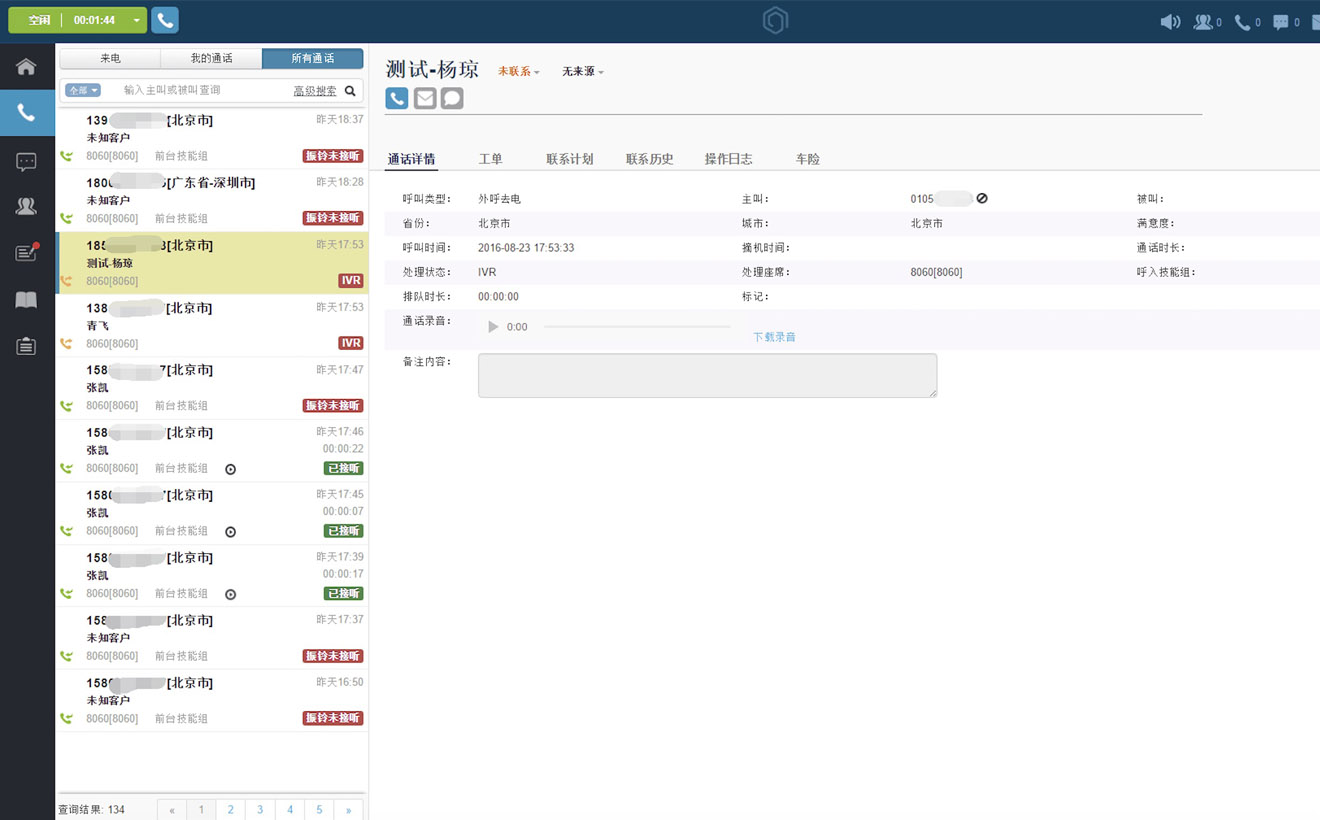 空闲 00:01:44
0 0 0
来电 我的通话 所有通话
全部 输入主叫或被叫查询 高级搜索
139 [北京市] 昨天18:37
未知客户
8060[8060] 前台技能组 振铃未接听
180 [广东省-深圳市] 昨天18:28
未知客户
8060[8060] 前台技能组 振铃未接听
185 [北京市] 昨天17:53
测试-杨琼
8060[8060] IVR
138 [北京市] 昨天17:53
青飞
8060[8060] IVR
158 7[北京市] 昨天17:47
张凯
8060[8060] 前台技能组 振铃未接听
158 [北京市] 昨天17:46
张凯 00:00:22
8060[8060] 前台技能组 已接听
1580 [北京市] 昨天17:45
张凯 00:00:07
8060[8060] 前台技能组 已接听
158 [北京市] 昨天17:39
张凯 00:00:17
8060[8060] 前台技能组 已接听
158 [北京市] 昨天17:37
未知客户
8060[8060] 前台技能组 振铃未接听
158 [北京市] 昨天16:50
未知客户
8060[8060] 前台技能组 振铃未接听
查询结果: 134 « 1 2 3 4 5 »
测试-杨琼 未联系 无来源
通话详情 工单 联系计划 联系历史 操作日志 车险
呼叫类型: 外呼去电 主叫: 0105 被叫:
省份: 北京市 城市: 北京市 满意度:
呼叫时间: 2016-08-23 17:53:33 摘机时间: 通话时长:
处理状态: IVR 处理座席: 8060[8060] 呼入技能组:
排队时长: 00:00:00 标记:
通话录音: 0:00 下载录音
备注内容: